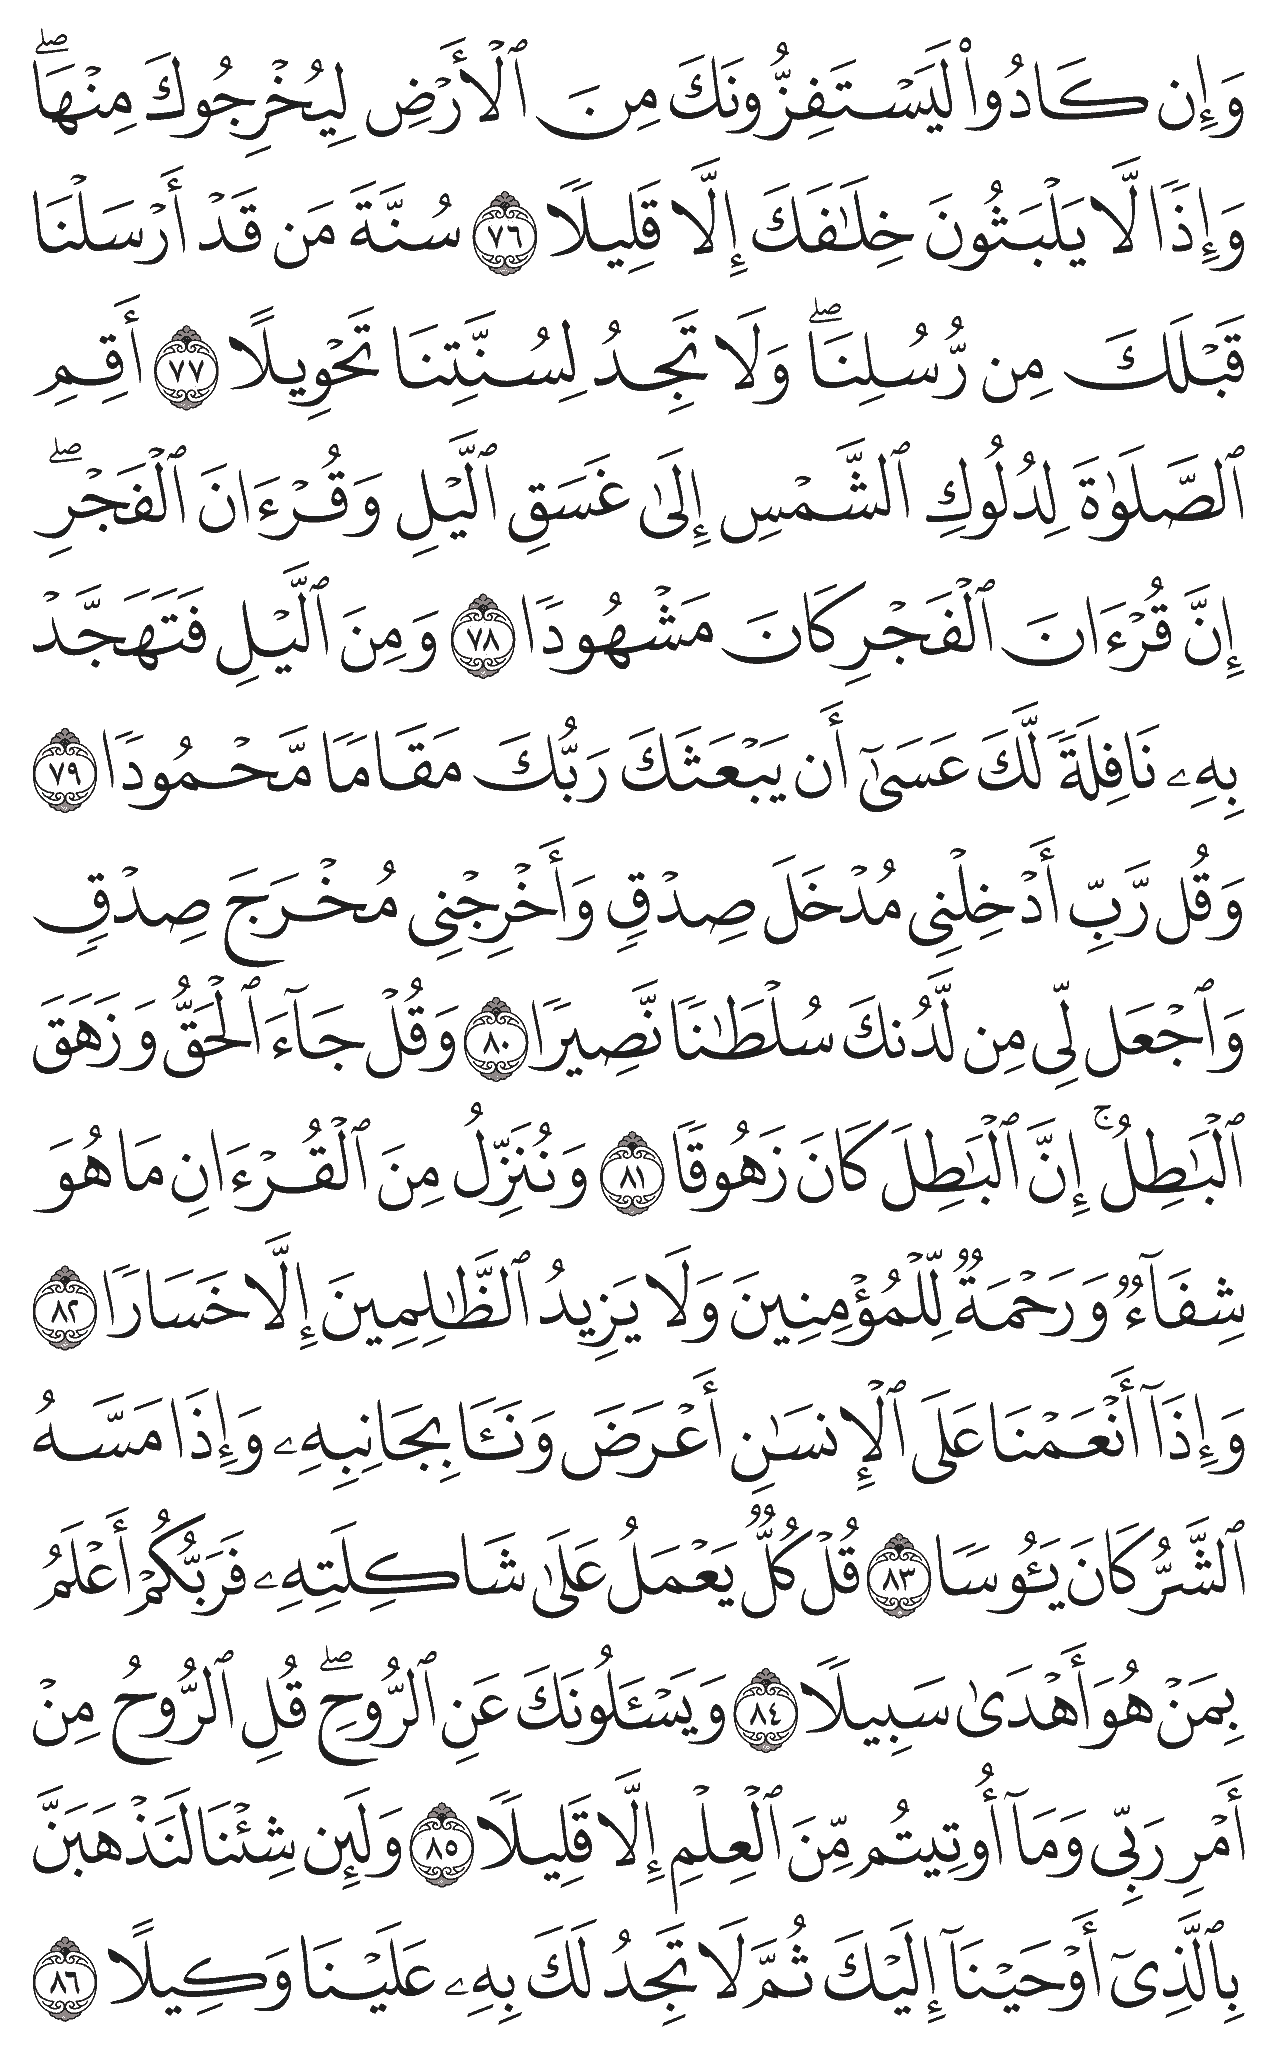 وَإِن كَادُوا۟ لَيَسْتَفِزُّونَكَ مِنَ ٱلْأَرْضِ لِيُخْرِجُوكَ مِنْهَا ۖ
وَإِذًا لَّا يَلْبَثُونَ خِلَـٰفَكَ إِلَّا قَلِيلًا ٧٦ سُنَّةَ مَن قَدْ أَرْسَلْنَا
قَبْلَكَ مِن رُّسُلِنَا ۖ وَلَا تَجِدُ لِسُنَّتِنَا تَحْوِيلًا ٧٧ أَقِمِ
ٱلصَّلَوٰةَ لِدُلُوكِ ٱلشَّمْسِ إِلَىٰ غَسَقِ ٱلَّيْلِ وَقُرْءَانَ ٱلْفَجْرِ ۖ
إِنَّ قُرْءَانَ ٱلْفَجْرِ كَانَ مَشْهُودًا ٧٨ وَمِنَ ٱلَّيْلِ فَتَهَجَّدْ
بِهِۦ نَافِلَةً لَّكَ عَسَىٰٓ أَن يَبْعَثَكَ رَبُّكَ مَقَامًا مَّحْمُودًا ٧٩
وَقُل رَّبِّ أَدْخِلْنِى مُدْخَلَ صِدْقٍ وَأَخْرِجْنِى مُخْرَجَ صِدْقٍ
وَٱجْعَل لِّى مِن لَّدُنكَ سُلْطَـٰنًا نَّصِيرًا ٨٠ وَقُلْ جَآءَ ٱلْحَقُّ وَزَهَقَ
ٱلْبَـٰطِلُ ۚ إِنَّ ٱلْبَـٰطِلَ كَانَ زَهُوقًا ٨١ وَنُنَزِّلُ مِنَ ٱلْقُرْءَانِ مَا هُوَ
شِفَآءٌ وَرَحْمَةٌ لِّلْمُؤْمِنِينَ وَلَا يَزِيدُ ٱلظَّـٰلِمِينَ إِلَّا خَسَارًا ٨٢
وَإِذَآ أَنْعَمْنَا عَلَى ٱلْإِنسَـٰنِ أَعْرَضَ وَنَـَٔا بِجَانِبِهِۦ وَإِذَا مَسَّهُ
ٱلشَّرُّ كَانَ يَـُٔوسًا ٨٣ قُلْ كُلٌّ يَعْمَلُ عَلَىٰ شَاكِلَتِهِۦ فَرَبُّكُمْ أَعْلَمُ
بِمَنْ هُوَ أَهْدَىٰ سَبِيلًا ٨٤ وَيَسْـَٔلُونَكَ عَنِ ٱلرُّوحِ ۖ قُلِ ٱلرُّوحُ مِنْ
أَمْرِ رَبِّى وَمَآ أُوتِيتُم مِّنَ ٱلْعِلْمِ إِلَّا قَلِيلًا ٨٥ وَلَئِن شِئْنَا لَنَذْهَبَنَّ
بِٱلَّذِىٓ أَوْحَيْنَآ إِلَيْكَ ثُمَّ لَا تَجِدُ لَكَ بِهِۦ عَلَيْنَا وَكِيلًا ٨٦